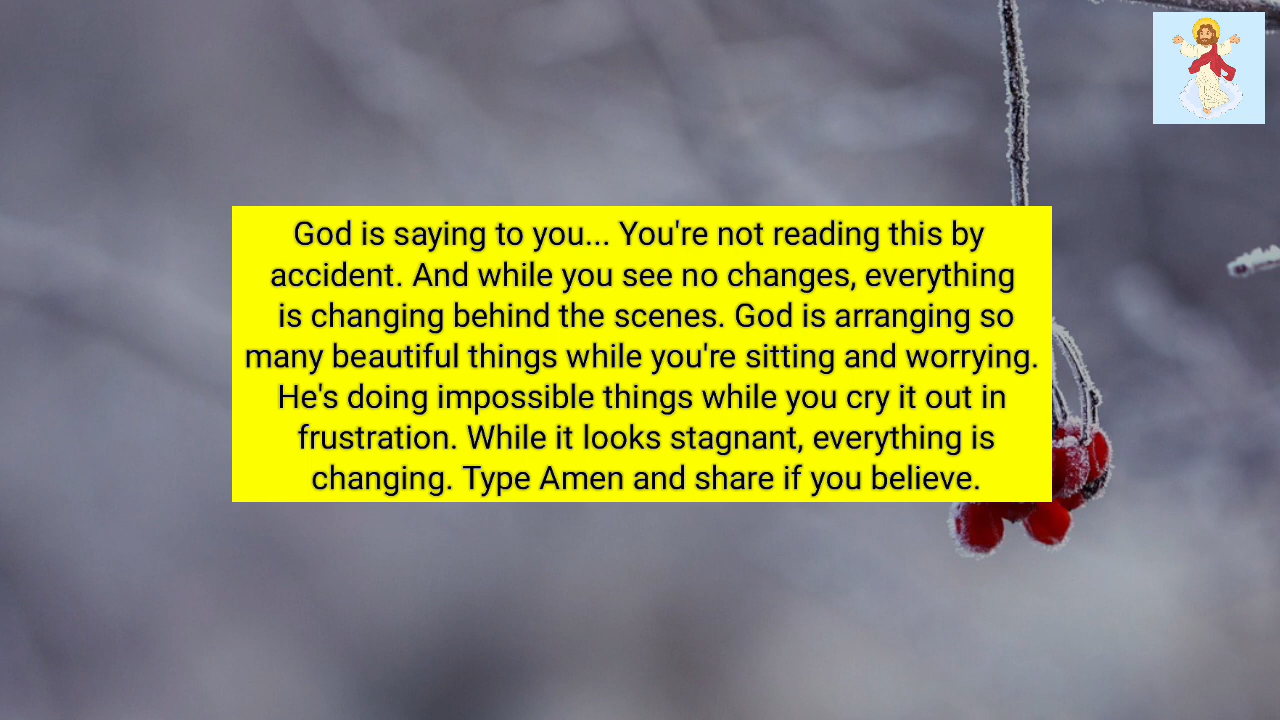 God is saying to you... You're not reading this by
accident. And while you see no changes, everything
is changing behind the scenes. God is arranging so
many beautiful things while you're sitting and worrying.
He's doing impossible things while you cry it out in
frustration. While it looks stagnant, everything is
changing. Type Amen and share if you believe.